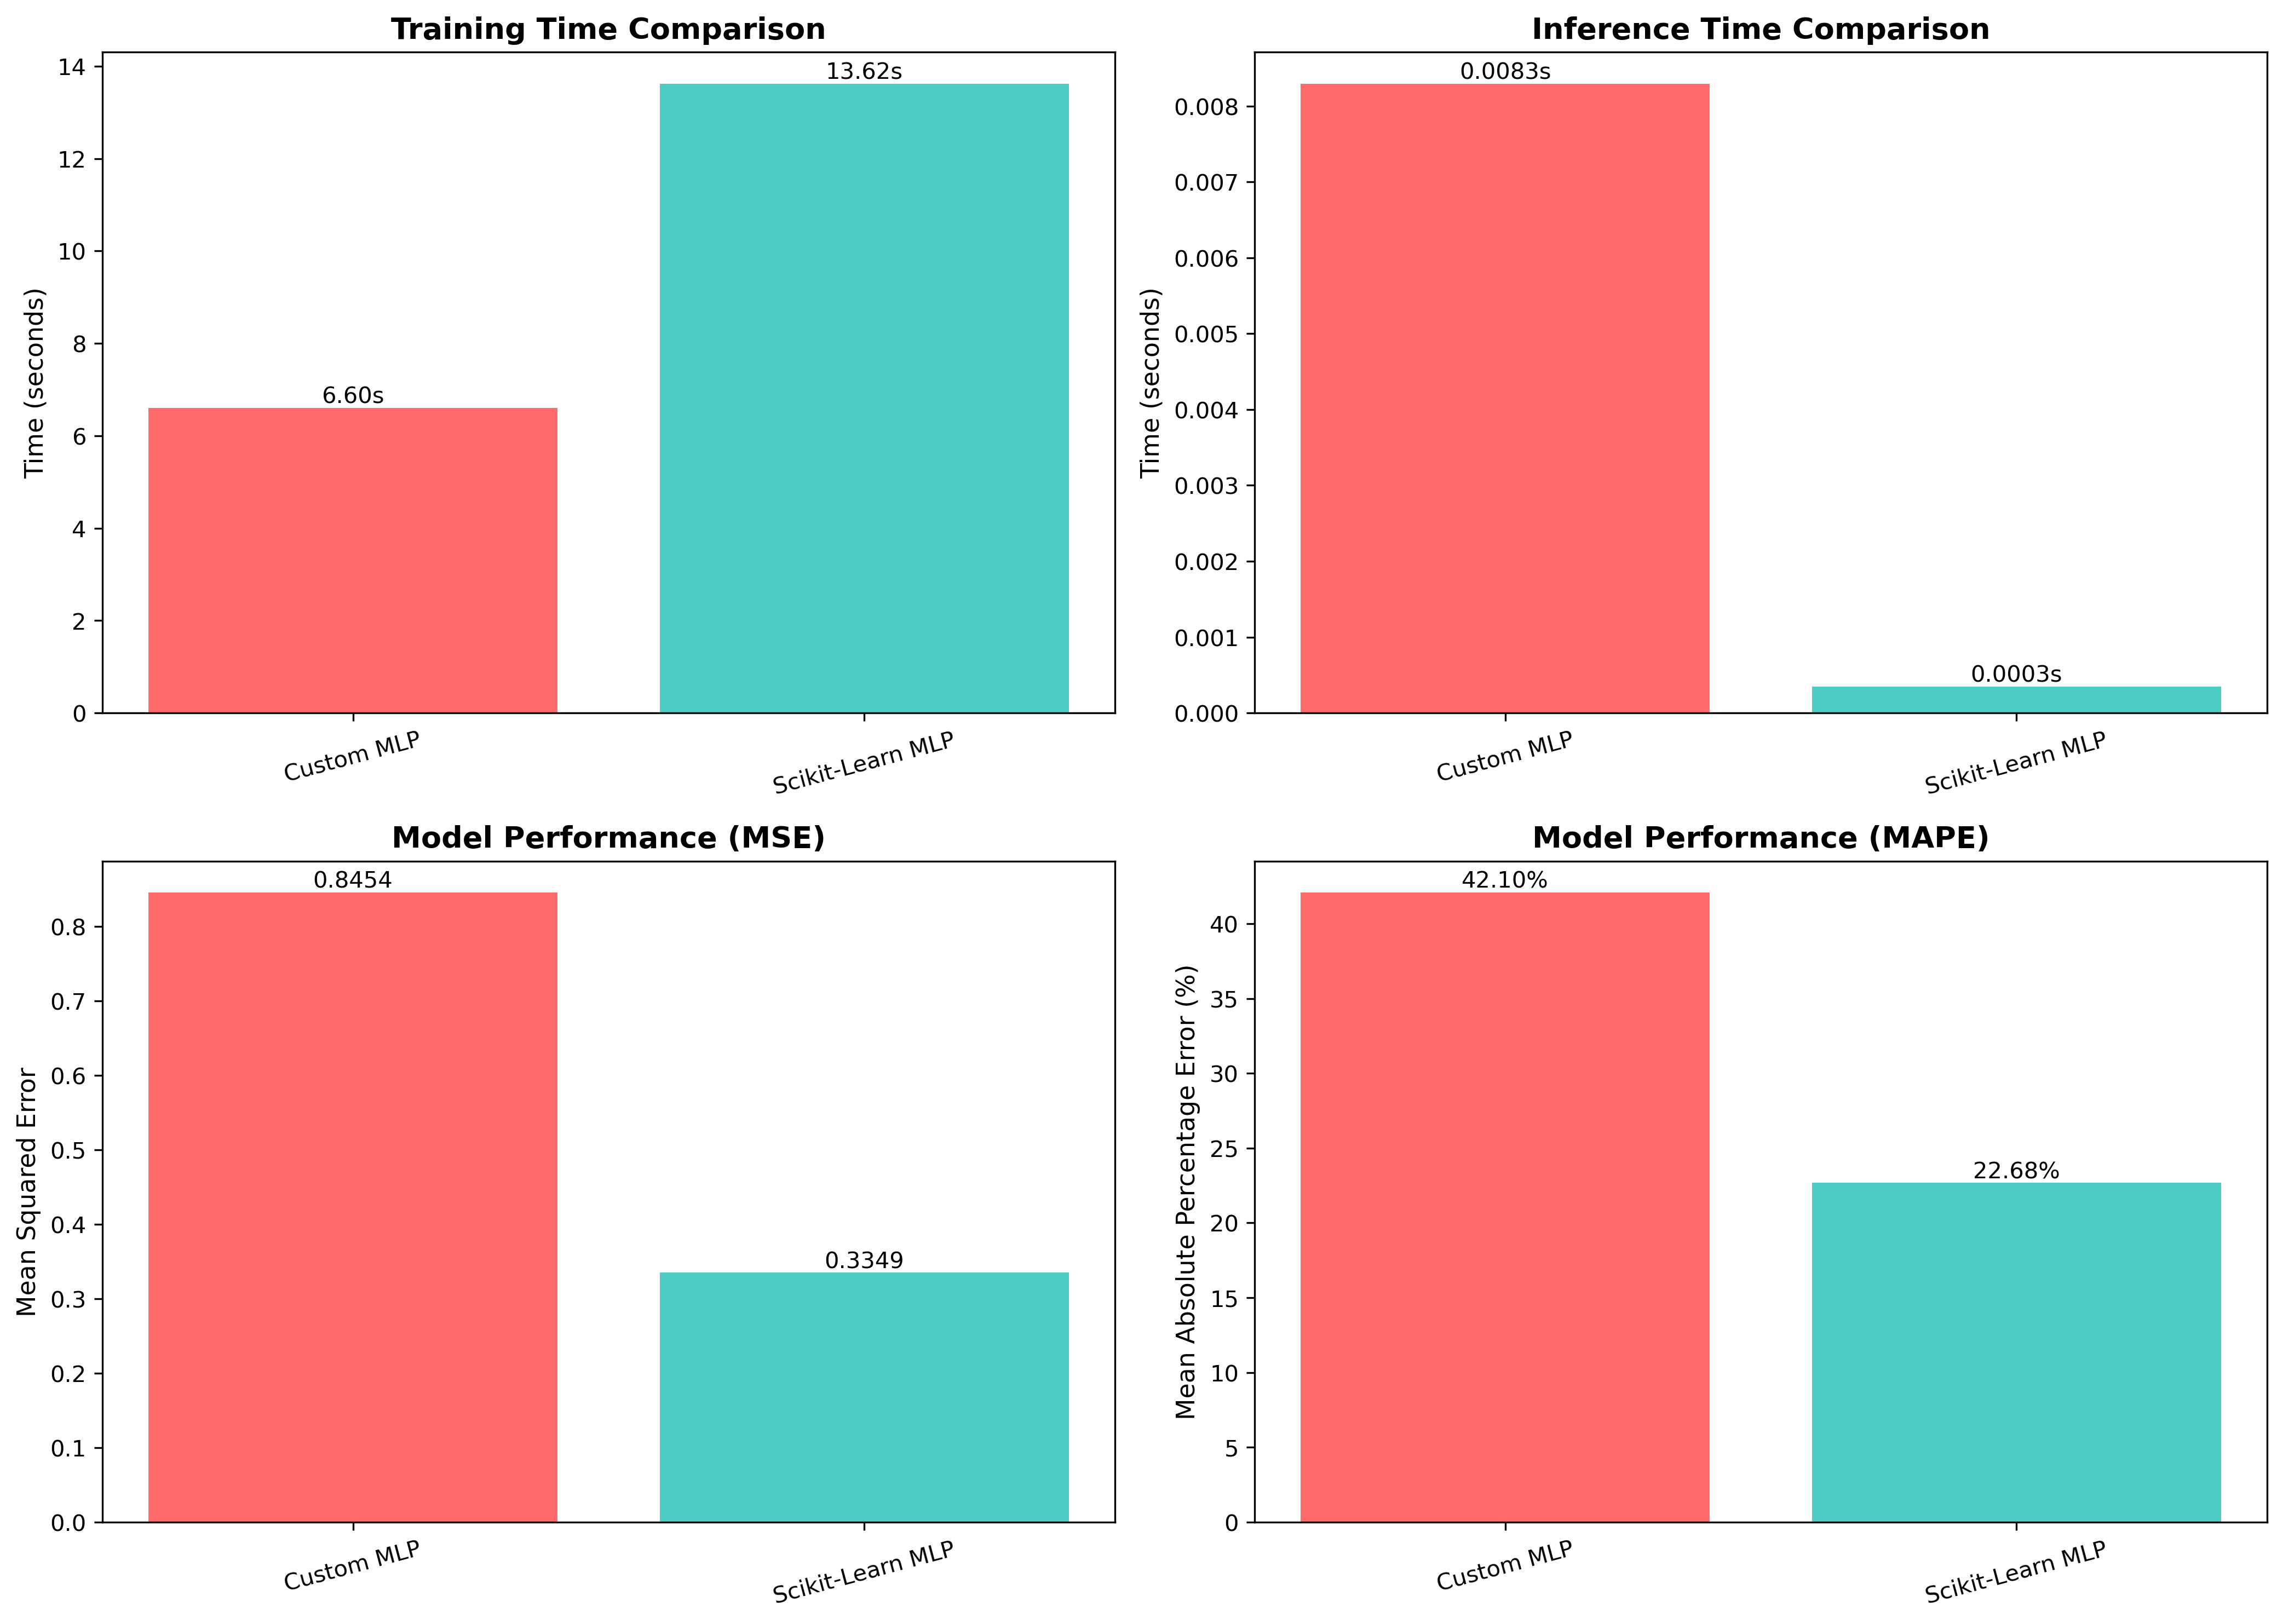 Training Time Comparison
Time (seconds)
14
12
10
8
6
4
2
0
6.60s
13.62s
Custom MLP
Scikit-Learn MLP
Inference Time Comparison
Time (seconds)
0.008
0.007
0.006
0.005
0.004
0.003
0.002
0.001
0.000
0.0083s
0.0003s
Custom MLP
Scikit-Learn MLP
Model Performance (MSE)
Mean Squared Error
0.8
0.7
0.6
0.5
0.4
0.3
0.2
0.1
0.0
0.8454
0.3349
Custom MLP
Scikit-Learn MLP
Model Performance (MAPE)
Mean Absolute Percentage Error (%)
40
35
30
25
20
15
10
5
0
42.10%
22.68%
Custom MLP
Scikit-Learn MLP